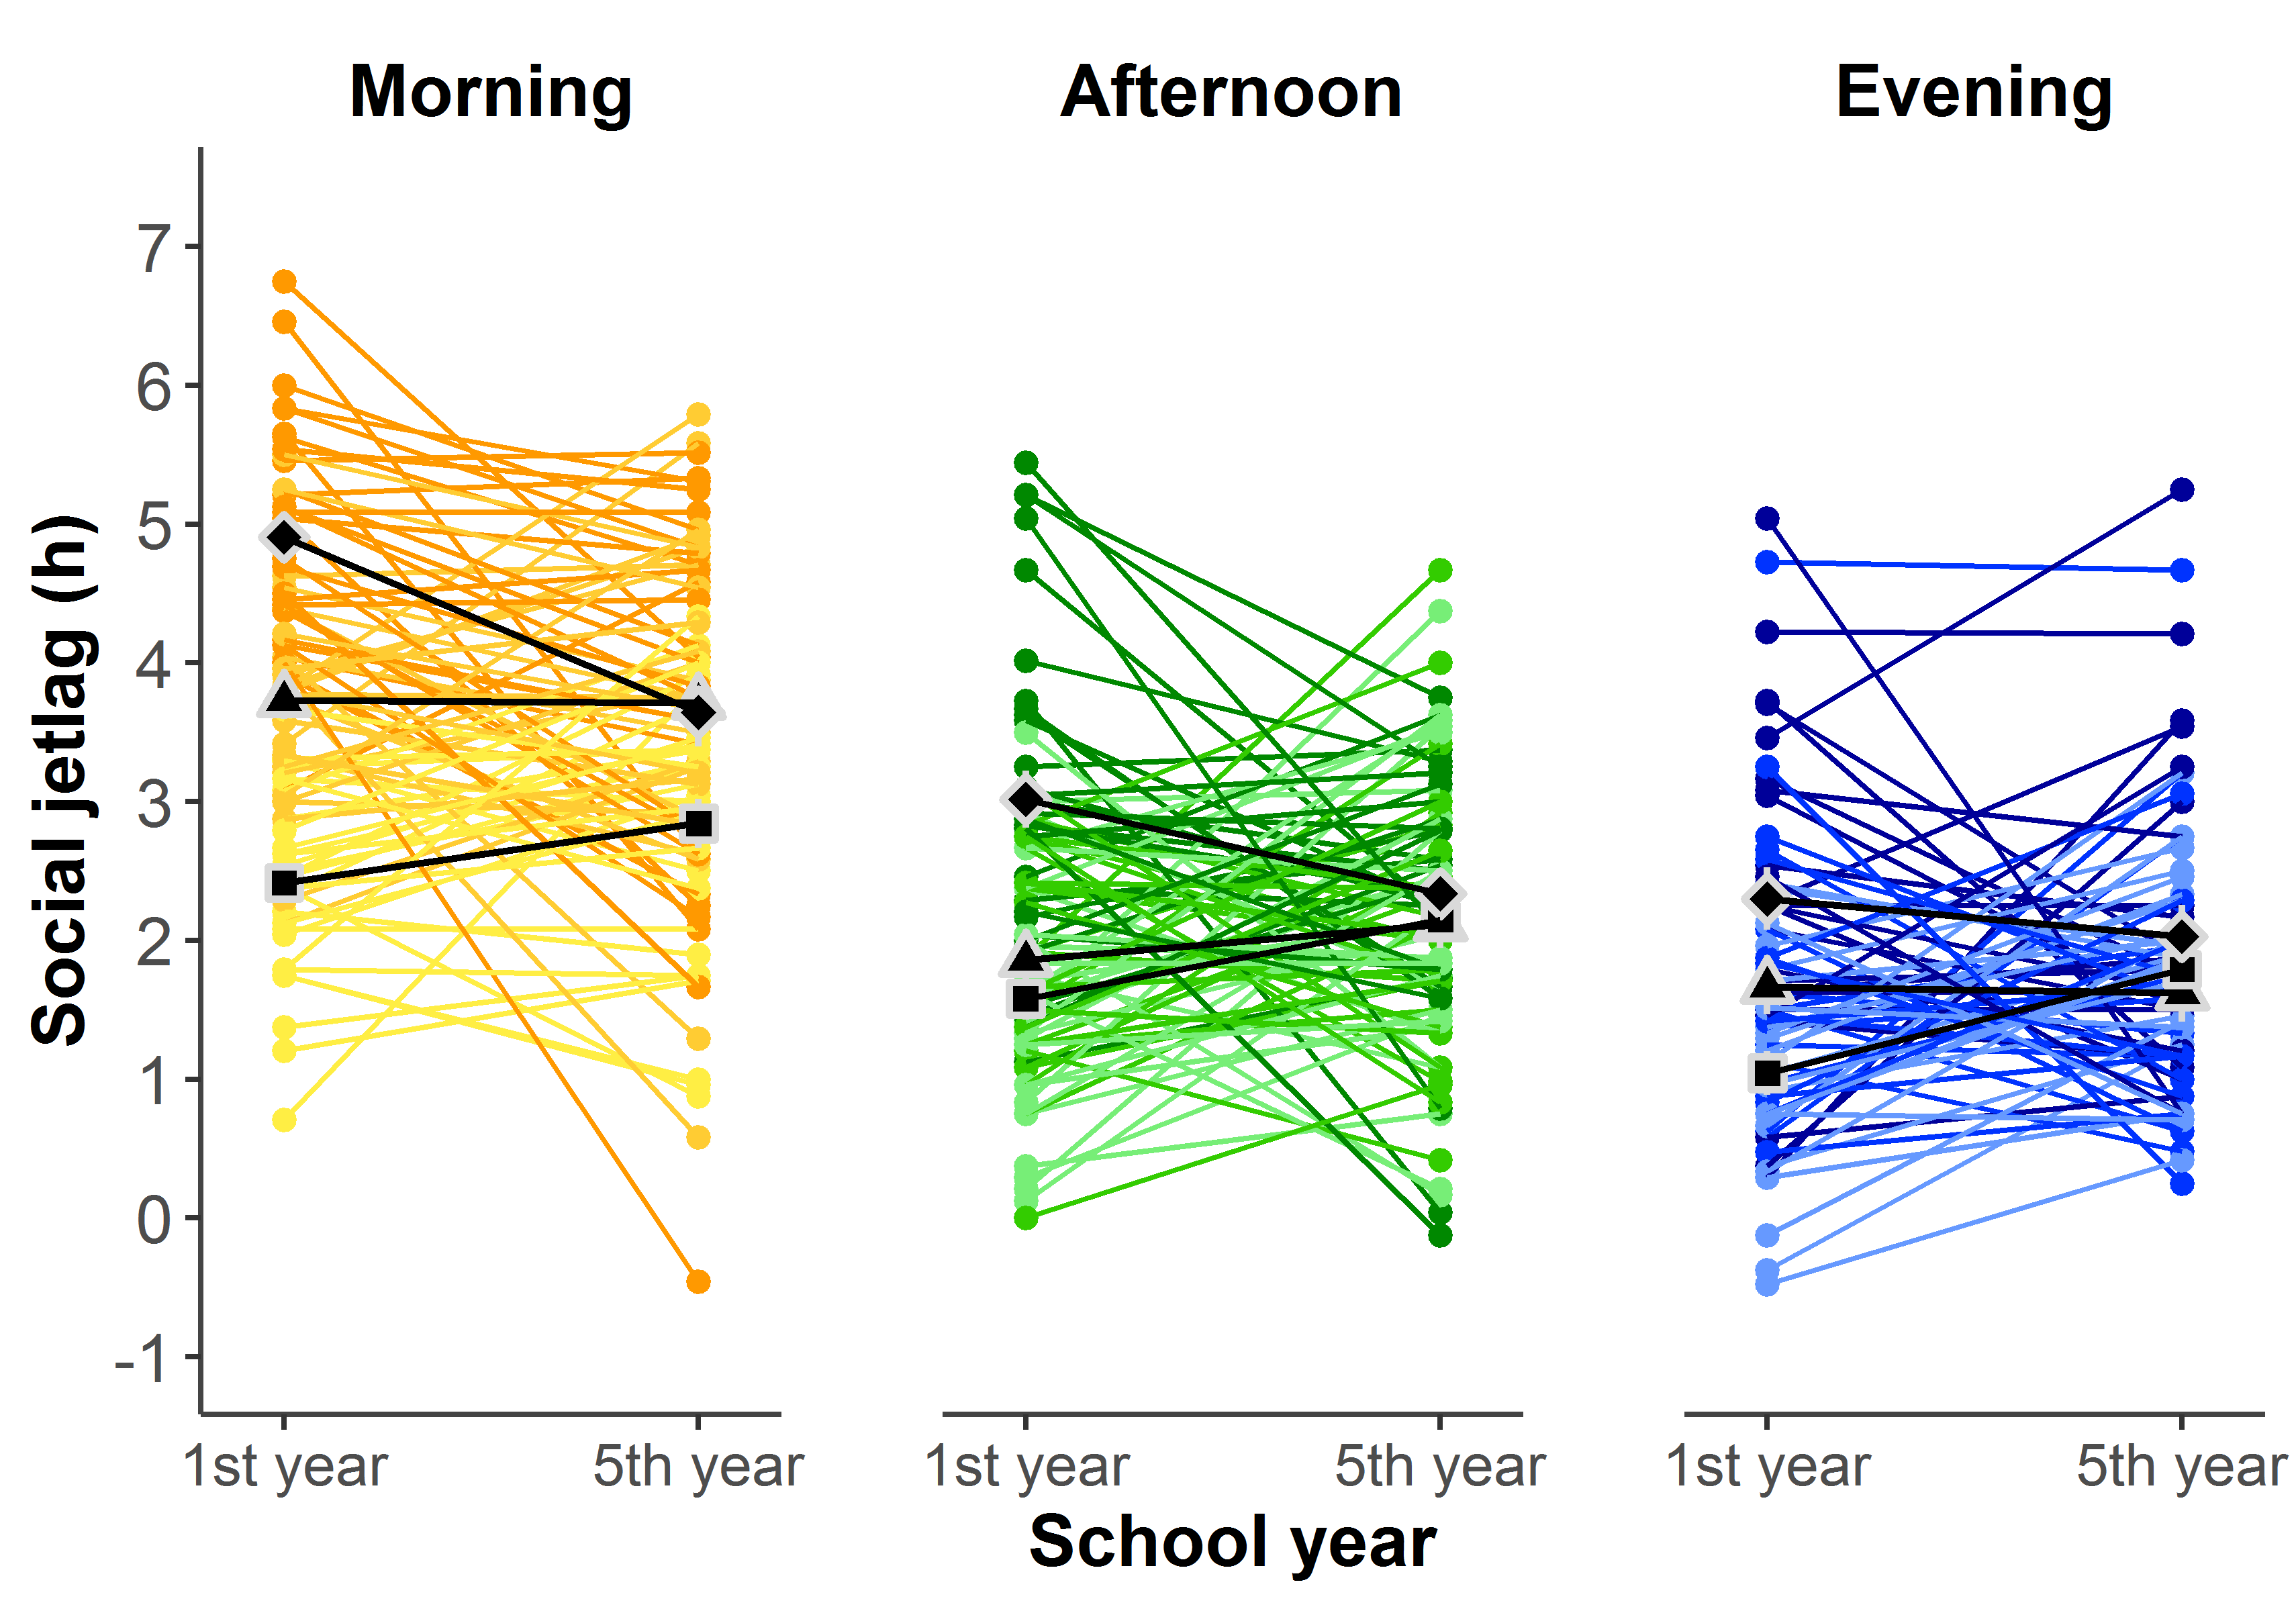 Morning
Afternoon
Evening
Social jetlag (h)
7
6
5
4
3
2
1
0
-1
1st year
5th year
1st year
5th year
1st year
5th year
School year